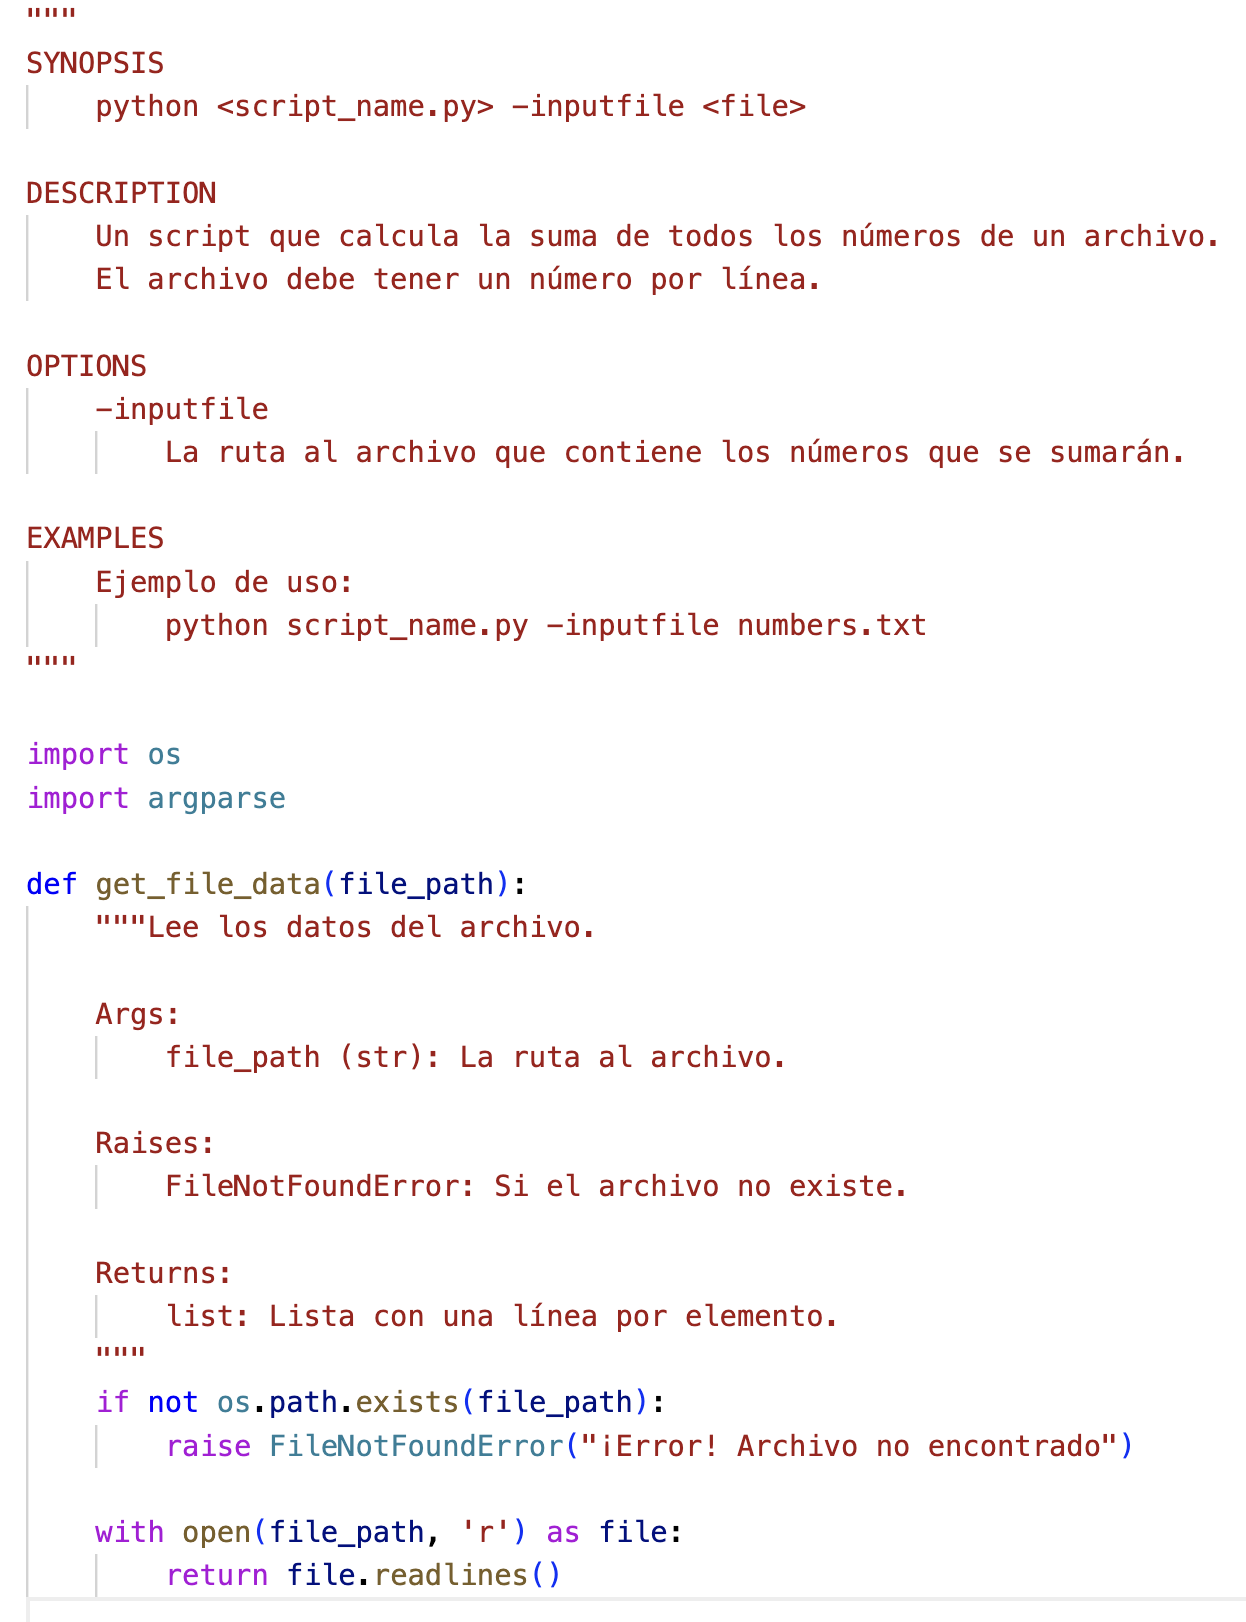 """
SYNOPSIS
    python <script_name.py> -inputfile <file>

DESCRIPTION
    Un script que calcula la suma de todos los números de un archivo.
    El archivo debe tener un número por línea.

OPTIONS
    -inputfile
        La ruta al archivo que contiene los números que se sumarán.

EXAMPLES
    Ejemplo de uso:
        python script_name.py -inputfile numbers.txt
"""

import os
import argparse

def get_file_data(file_path):
    """Lee los datos del archivo.

    Args:
        file_path (str): La ruta al archivo.

    Raises:
        FileNotFoundError: Si el archivo no existe.

    Returns:
        list: Lista con una línea por elemento.
    """
    if not os.path.exists(file_path):
        raise FileNotFoundError("¡Error! Archivo no encontrado")

    with open(file_path, 'r') as file:
        return file.readlines()